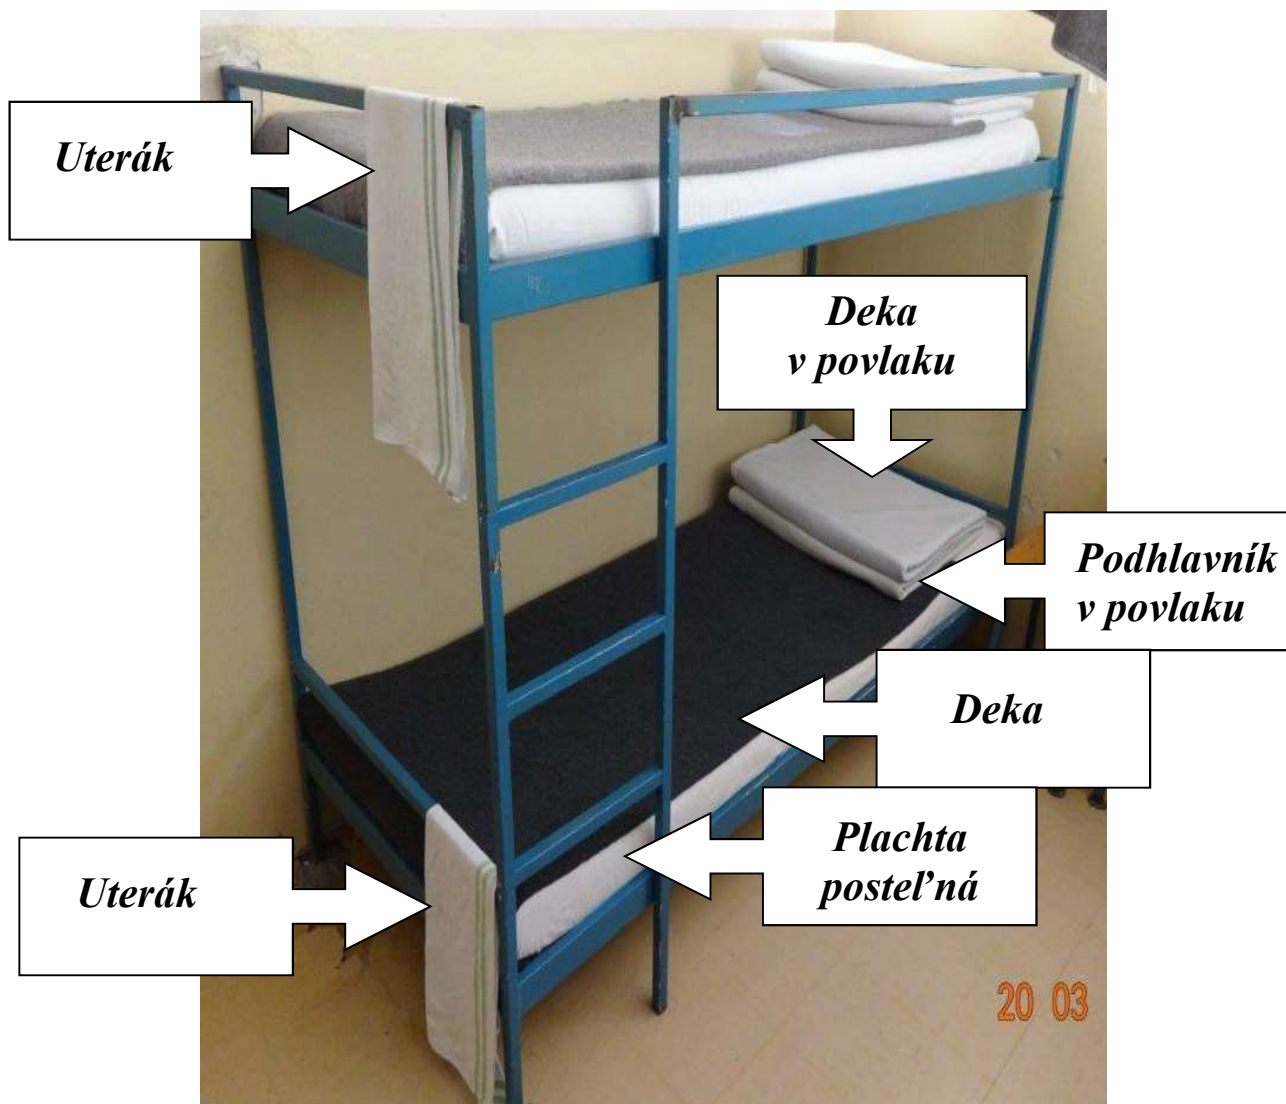 Uterák
Deka
v povlaku
Podhlavník
v povlaku
Deka
Plachta
posteľná
Uterák
20 03